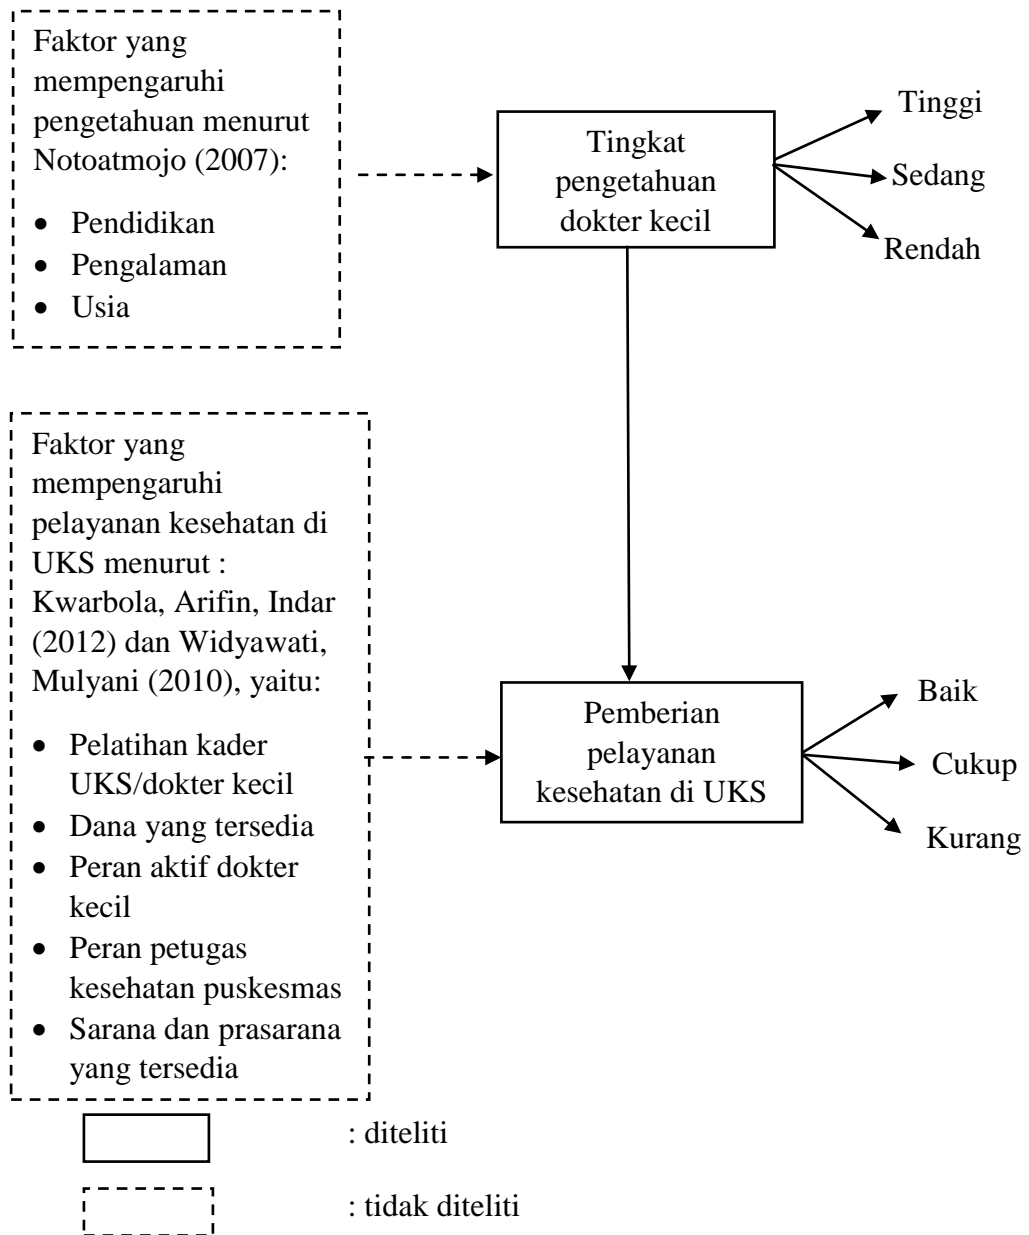 Faktor yang
mempengaruhi
pengetahuan menurut
Notoatmojo (2007):
• Pendidikan
• Pengalaman
• Usia
Tingkat
pengetahuan
dokter kecil
Tinggi
Sedang
Rendah
Faktor yang
mempengaruhi
pelayanan kesehatan di
UKS menurut :
Kwarbola, Arifin, Indar
(2012) dan Widyawati,
Mulyani (2010), yaitu:
• Pelatihan kader
UKS/dokter kecil
• Dana yang tersedia
• Peran aktif dokter
kecil
• Peran petugas
kesehatan puskesmas
• Sarana dan prasarana
yang tersedia
Pemberian
pelayanan
kesehatan di UKS
Baik
Cukup
Kurang
: diteliti
: tidak diteliti